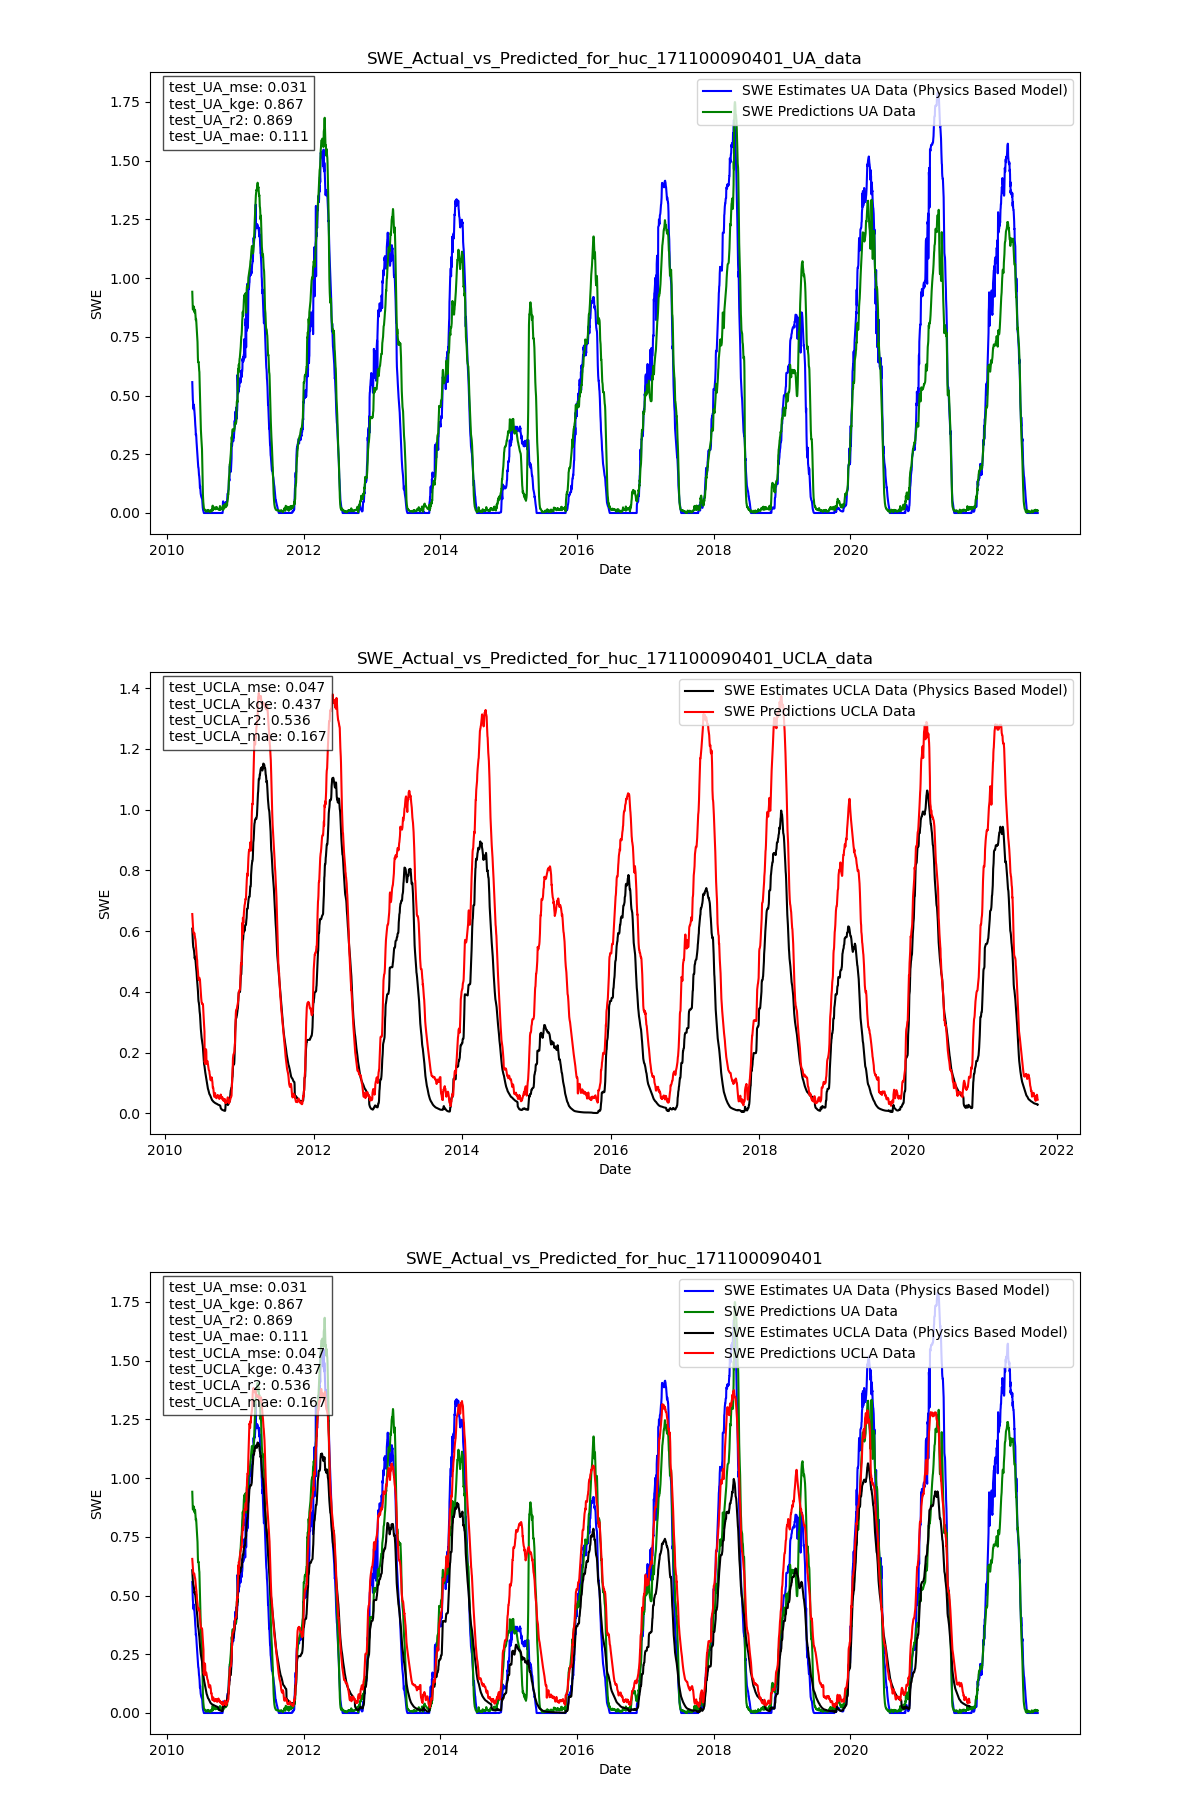 SWE_Actual_vs_Predicted_for_huc_171100090401_UA_data
test_UA_mse: 0.031
test_UA_kge: 0.867
test_UA_r2: 0.869
test_UA_mae: 0.111
SWE Estimates UA Data (Physics Based Model)
SWE Predictions UA Data
1.75
1.50
1.25
1.00
0.75
0.50
0.25
0.00
SWE
2010 2012 2014 2016 2018 2020 2022
Date
SWE_Actual_vs_Predicted_for_huc_171100090401_UCLA_data
test_UCLA_mse: 0.047
test_UCLA_kge: 0.437
test_UCLA_r2: 0.536
test_UCLA_mae: 0.167
SWE Estimates UCLA Data (Physics Based Model)
SWE Predictions UCLA Data
1.4
1.2
1.0
0.8
0.6
0.4
0.2
0.0
SWE
2010 2012 2014 2016 2018 2020 2022
Date
SWE_Actual_vs_Predicted_for_huc_171100090401
test_UA_mse: 0.031
test_UA_kge: 0.867
test_UA_r2: 0.869
test_UA_mae: 0.111
test_UCLA_mse: 0.047
test_UCLA_kge: 0.437
test_UCLA_r2: 0.536
test_UCLA_mae: 0.167
SWE Estimates UA Data (Physics Based Model)
SWE Predictions UA Data
SWE Estimates UCLA Data (Physics Based Model)
SWE Predictions UCLA Data
1.75
1.50
1.25
1.00
0.75
0.50
0.25
0.00
SWE
2010 2012 2014 2016 2018 2020 2022
Date